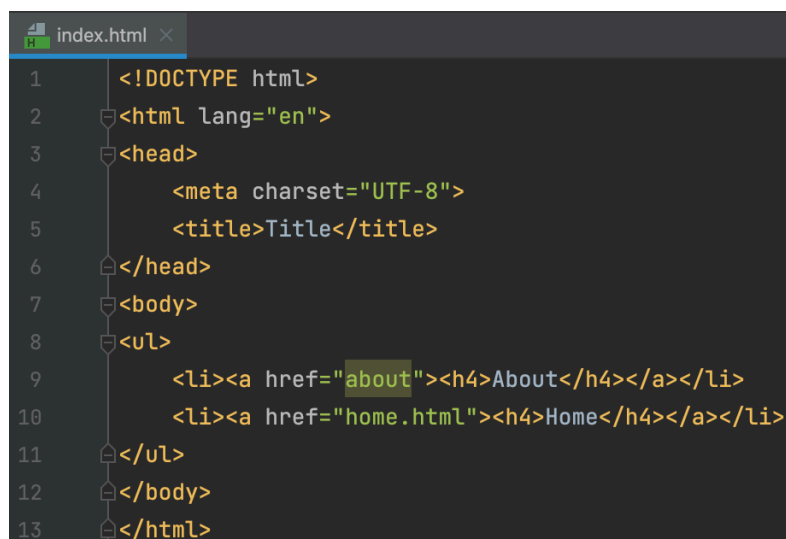 index.html
1 <!DOCTYPE html>
2 <html lang="en">
3 <head>
4 <meta charset="UTF-8">
5 <title>Title</title>
6 </head>
7 <body>
8 <ul>
9 <li><a href="about"><h4>About</h4></a></li>
10 <li><a href="home.html"><h4>Home</h4></a></li>
11 </ul>
12 </body>
13 </html>